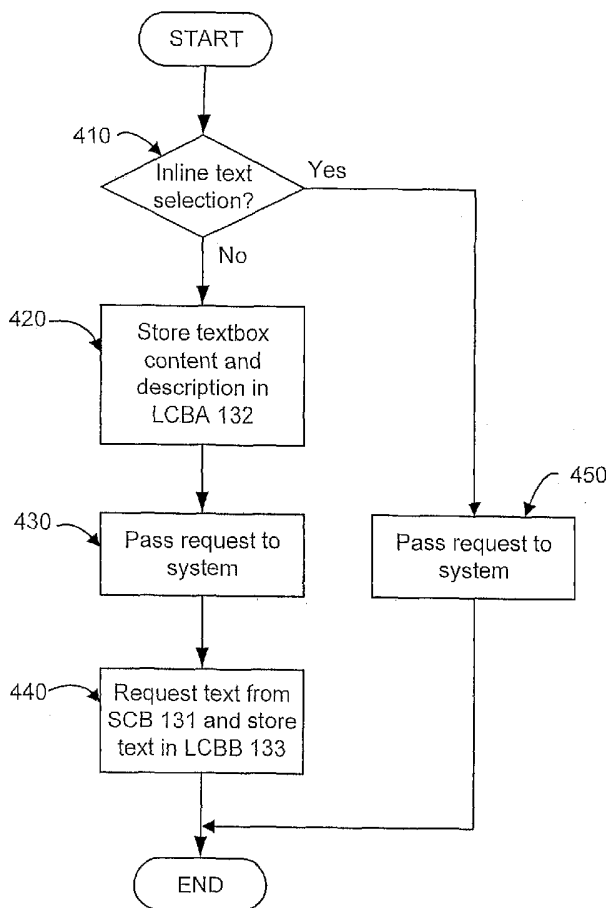 START
410
Inline text
selection?
Yes
No
420
Store textbox
content and
description in
LCBA 132
430
Pass request to
system
450
Pass request to
system
440
Request text from
SCB 131 and store
text in LCBB 133
END